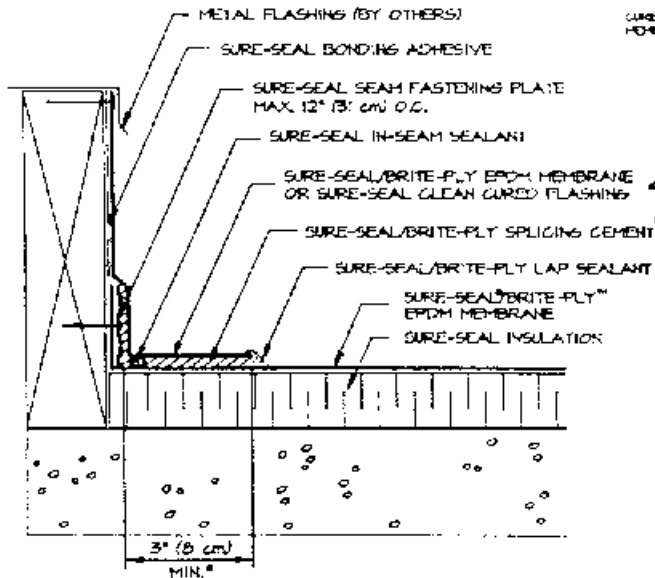 METAL FLASHING (BY OTHERS)
SURE-SEAL BONDING ADHESIVE
SURE-SEAL SEAM FASTENING PLATE
MAX. 12" (31 cm) O.C.
SURE-SEAL IN-SEAM SEALANT
SURE-SEAL/BRITE-PLY EPDM MEMBRANE
OR SURE-SEAL CLEAN CURED FLASHING
SURE-SEAL/BRITE-PLY SPLICING CEMENT
SURE-SEAL/BRITE-PLY LAP SEALANT
SURE-SEAL®/BRITE-PLY™
EPDM MEMBRANE
SURE-SEAL INSULATION
3" (8 cm)
MIN.*